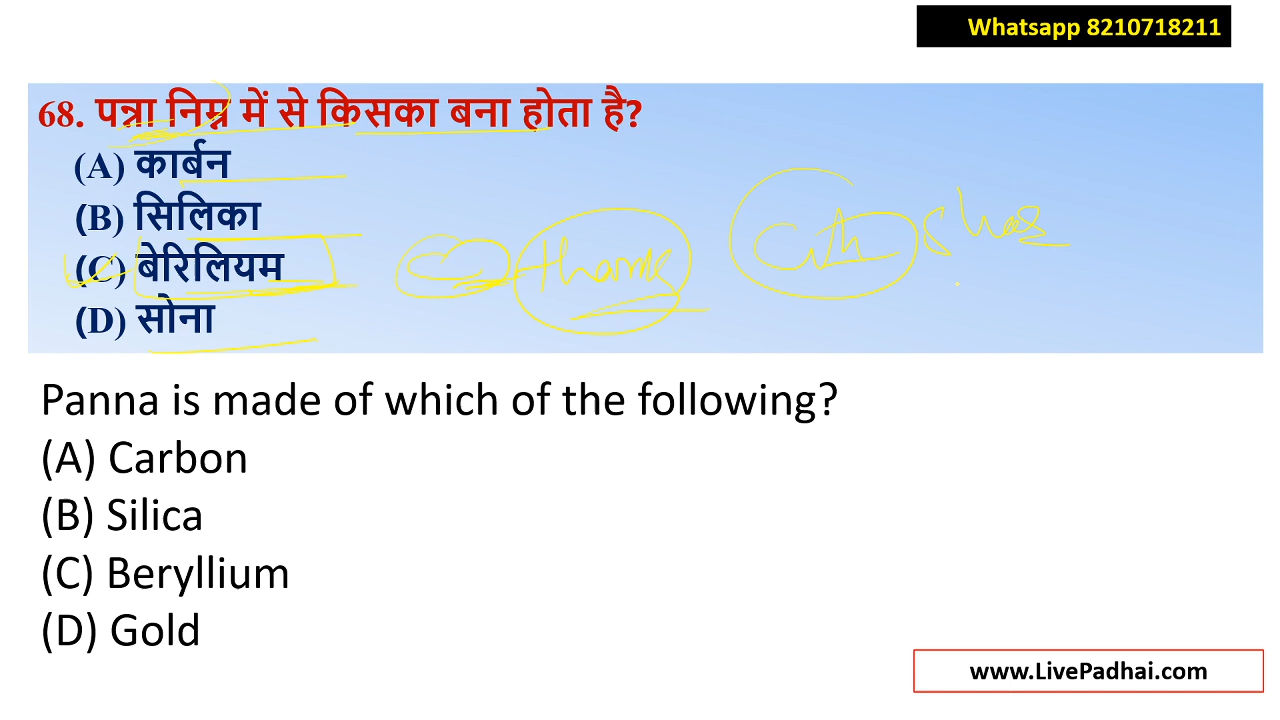 Whatsapp 8210718211
68. पन्ना निम्न में से किसका बना होता है?
(A) कार्बन
(B) सिलिका
(C) बेरिलियम
(D) सोना
Panna is made of which of the following?
(A) Carbon
(B) Silica
(C) Beryllium
(D) Gold
www.LivePadhai.com